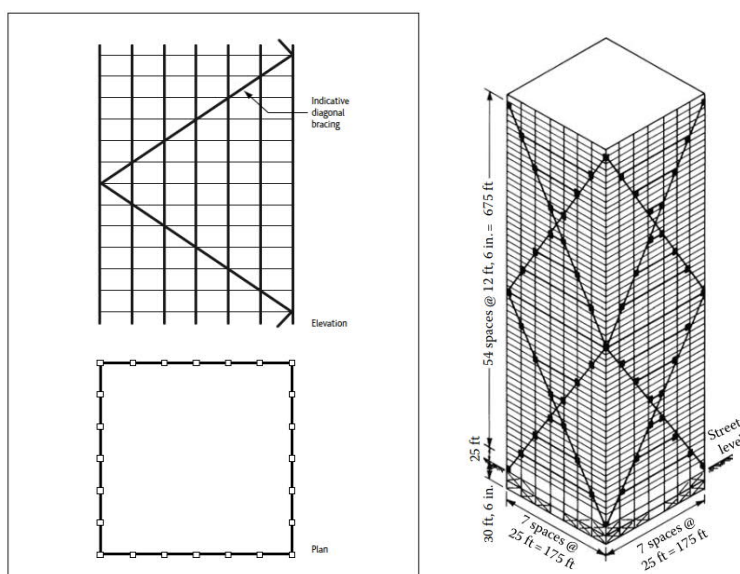 Indicative
diagonal
bracing
Elevation
Plan
54 spaces @ 12 ft, 6 in. = 675 ft
25 ft
30 ft, 6 in.
Street
level
7 spaces @
25 ft = 175 ft
7 spaces @
25 ft = 175 ft